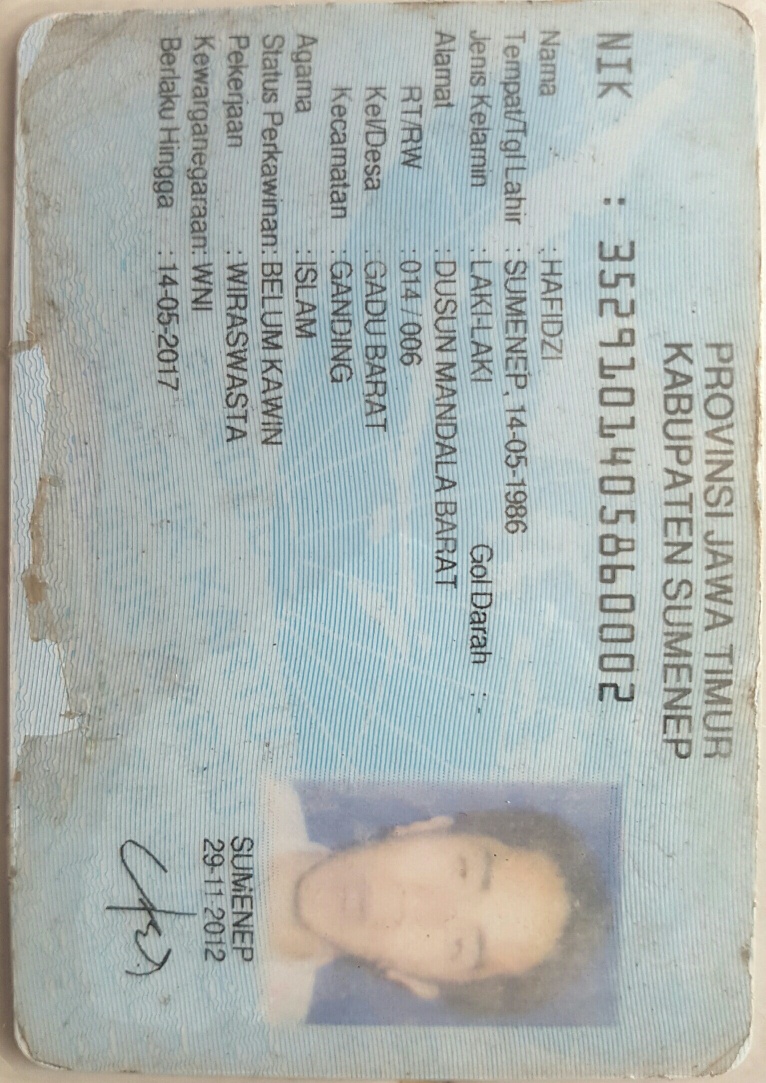 PROVINSI JAWA TIMUR
KABUPATEN SUMENEP
NIK : 3529101405860002
Nama : HAFIDZI
Tempat/Tgl Lahir : SUMENEP, 14-05-1986
Jenis Kelamin : LAKI-LAKI Gol Darah : -
Alamat : DUSUN MANDALA BARAT
RT/RW : 014 / 006
Kel/Desa : GADU BARAT
Kecamatan : GANDING
Agama : ISLAM
Status Perkawinan: BELUM KAWIN
Pekerjaan : WIRASWASTA
Kewarganegaraan: WNI
Berlaku Hingga : 14-05-2017
SUMENEP
29-11-2012